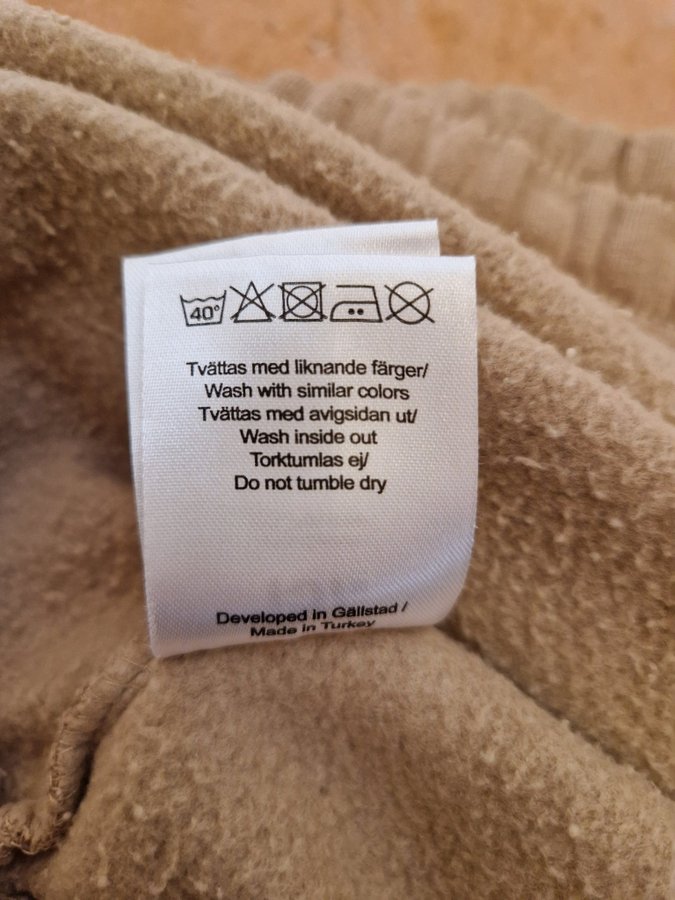 40°
Tvättas med liknande färger/
Wash with similar colors
Tvättas med avigsidan ut/
Wash inside out
Torktumlas ej/
Do not tumble dry
Developed in Gällstad /
Made in Turkey